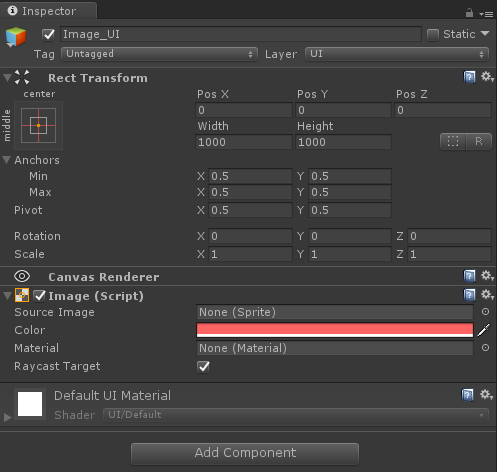 Inspector
Image_UI
Static
Tag Untagged Layer UI
Rect Transform
center
middle
Pos X Pos Y Pos Z
0 0 0
Width Height
1000 1000
R
Anchors
Min X 0.5 Y 0.5
Max X 0.5 Y 0.5
Pivot X 0.5 Y 0.5
Rotation X 0 Y 0 Z 0
Scale X 1 Y 1 Z 1
Canvas Renderer
Image (Script)
Source Image None (Sprite)
Color
Material None (Material)
Raycast Target
Default UI Material
Shader UI/Default
Add Component